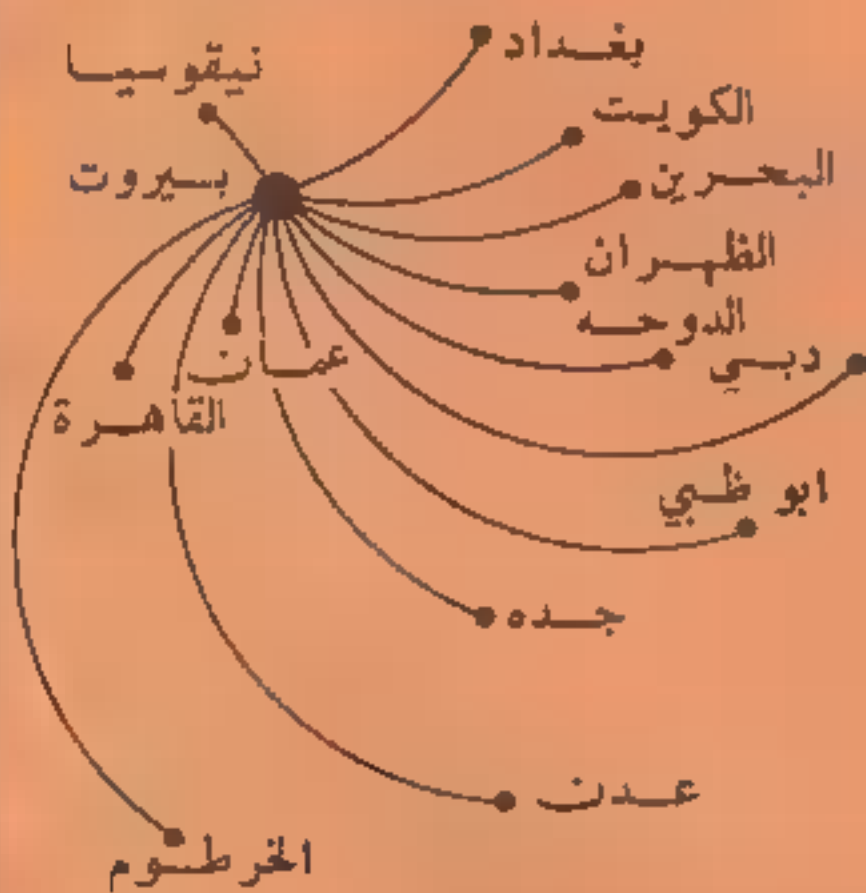 بغداد
نيقوسيا
الكويت
البحرين
بيروت
الظهران
الدوحه
دبي
عمان
القاهرة
ابو ظبي
جده
عدن
الخرطوم